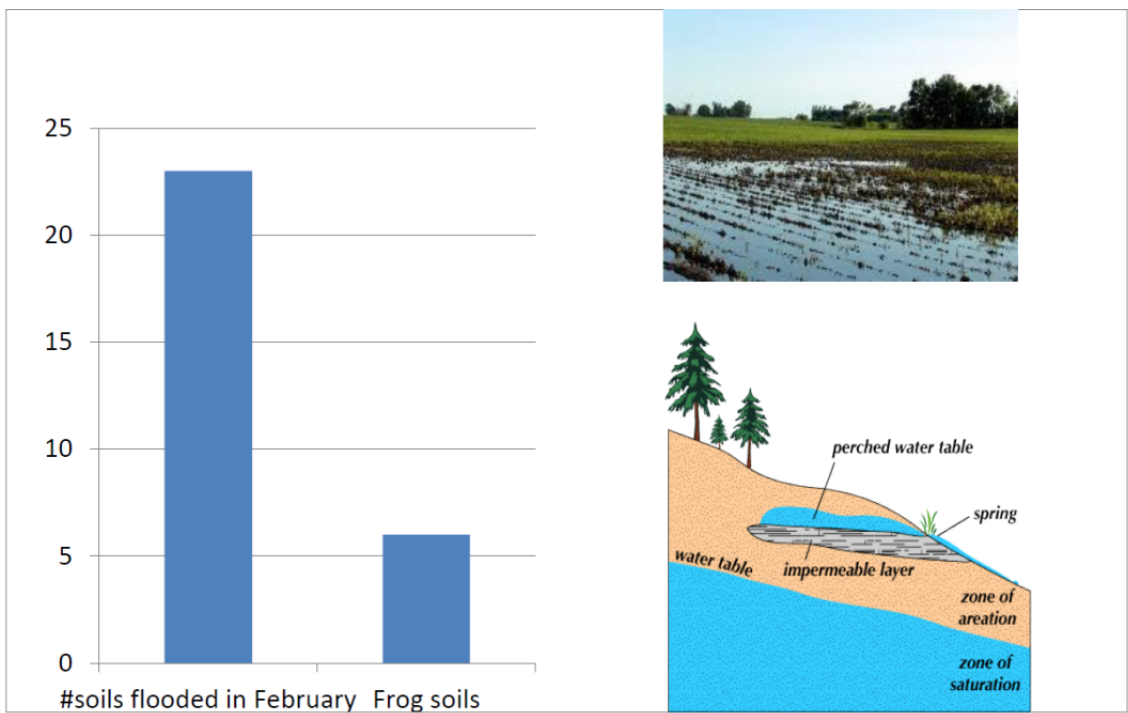 25
20
15
10
5
0
#soils flooded in February
Frog soils
perched water table
spring
water table
impermeable layer
zone of
areation
zone of
saturation